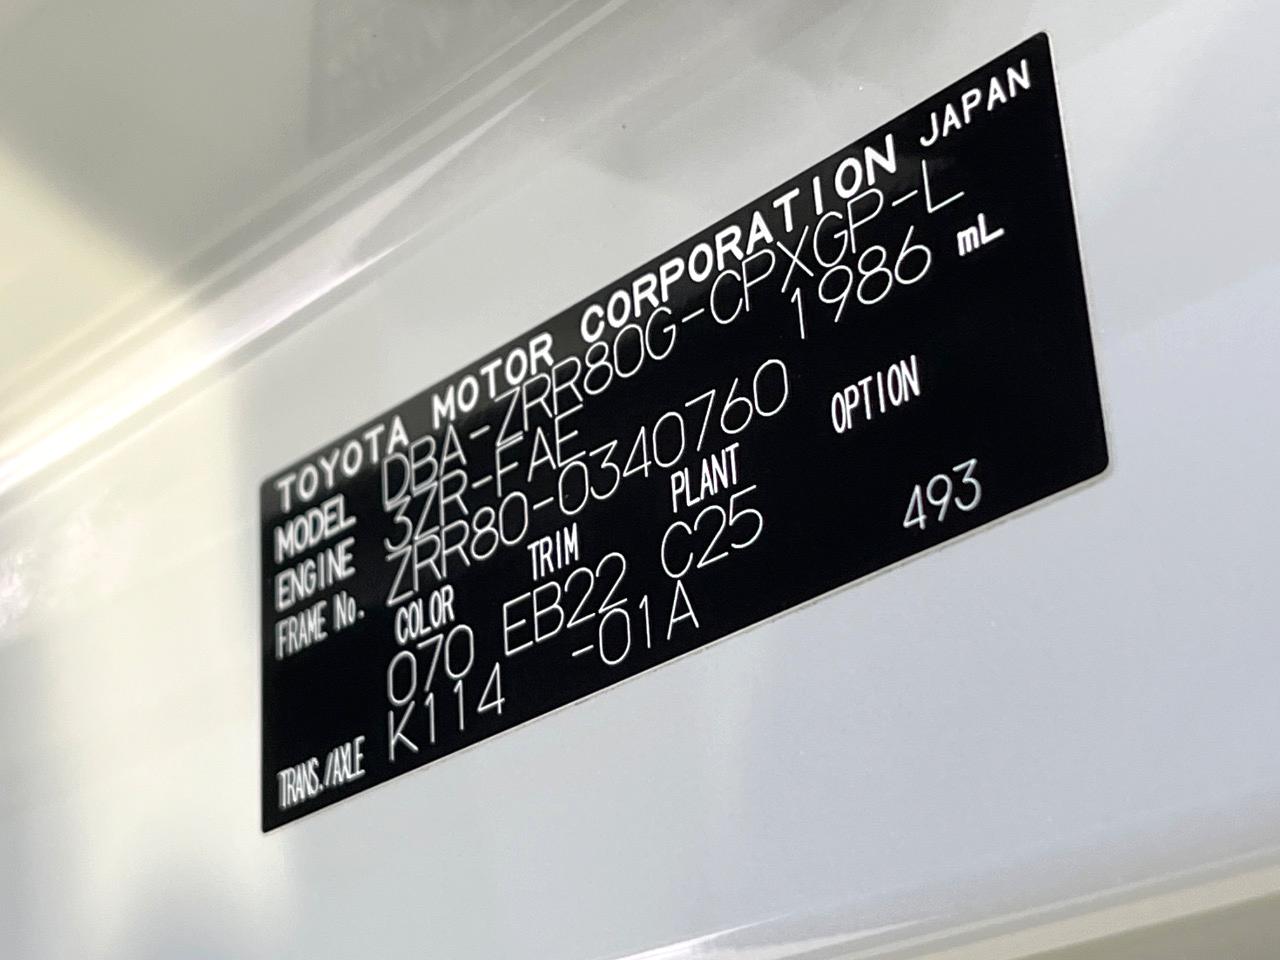 TOYOTA MOTOR CORPORATION JAPAN
MODEL DBA-ZRR80G-CPXGP-L
ENGINE 3ZR-FAE 1986 mL
FRAME No. ZRR80-0340760
COLOR TRIM PLANT OPTION
070 EB22 C25 493
TRANS./AXLE K114 -01A